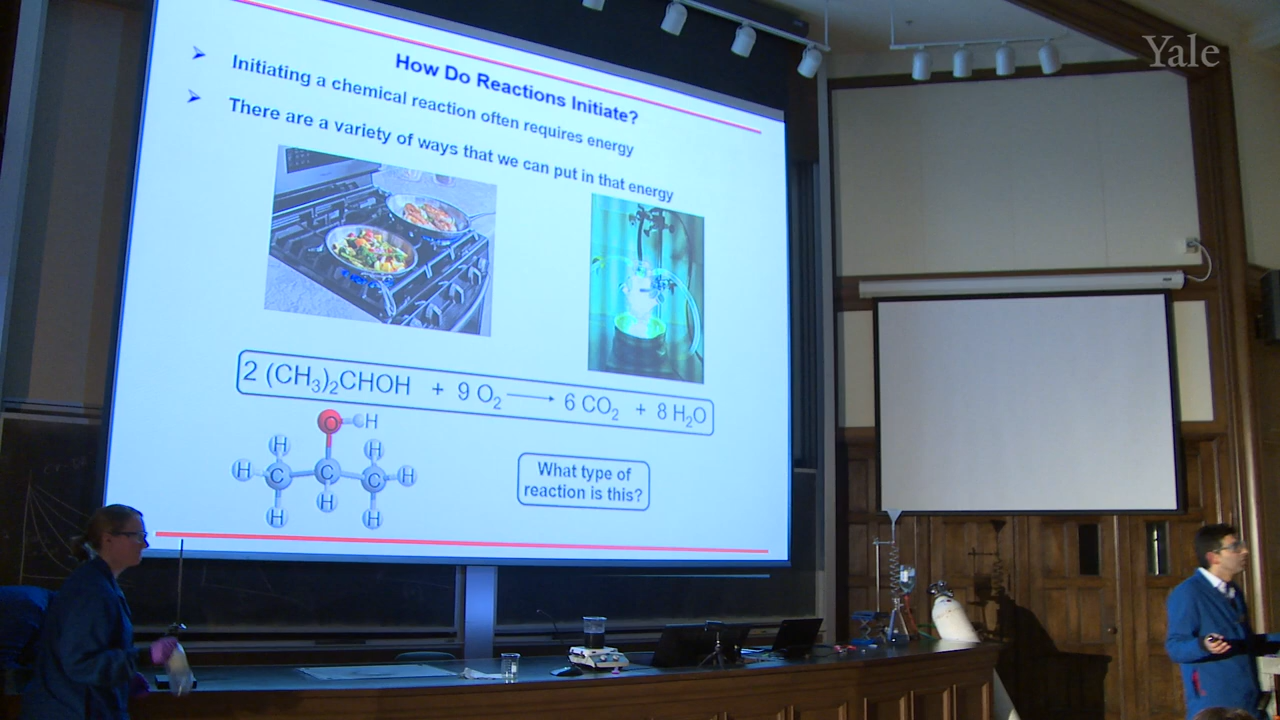 Yale
How Do Reactions Initiate?
Initiating a chemical reaction often requires energy
There are a variety of ways that we can put in that energy
2 (CH₃)₂CHOH + 9 O₂ ⟶ 6 CO₂ + 8 H₂O
O H
H H
H C C C H
H H H
What type of
reaction is this?